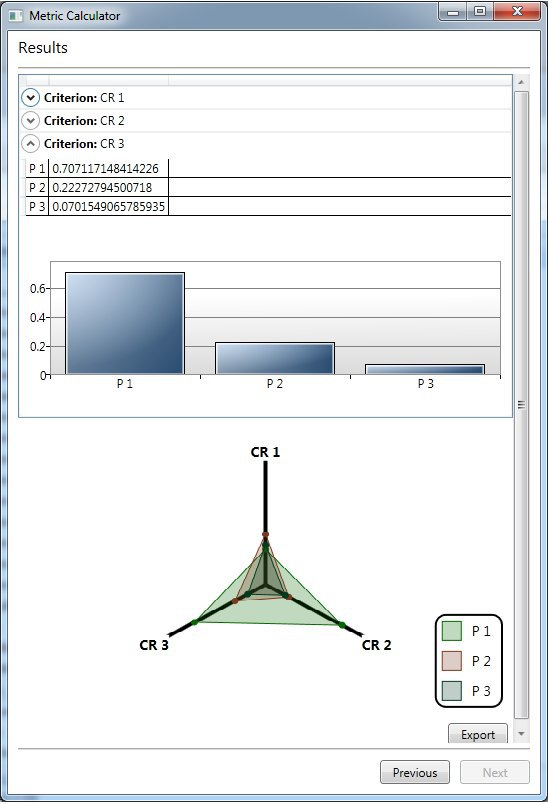 Metric Calculator
Results
Criterion: CR 1
Criterion: CR 2
Criterion: CR 3
P 1 0.707117148414226
P 2 0.22272794500718
P 3 0.0701549065785935
0.6
0.4
0.2
0
P 1 P 2 P 3
CR 1
CR 3 CR 2
P 1
P 2
P 3
Export
Previous Next